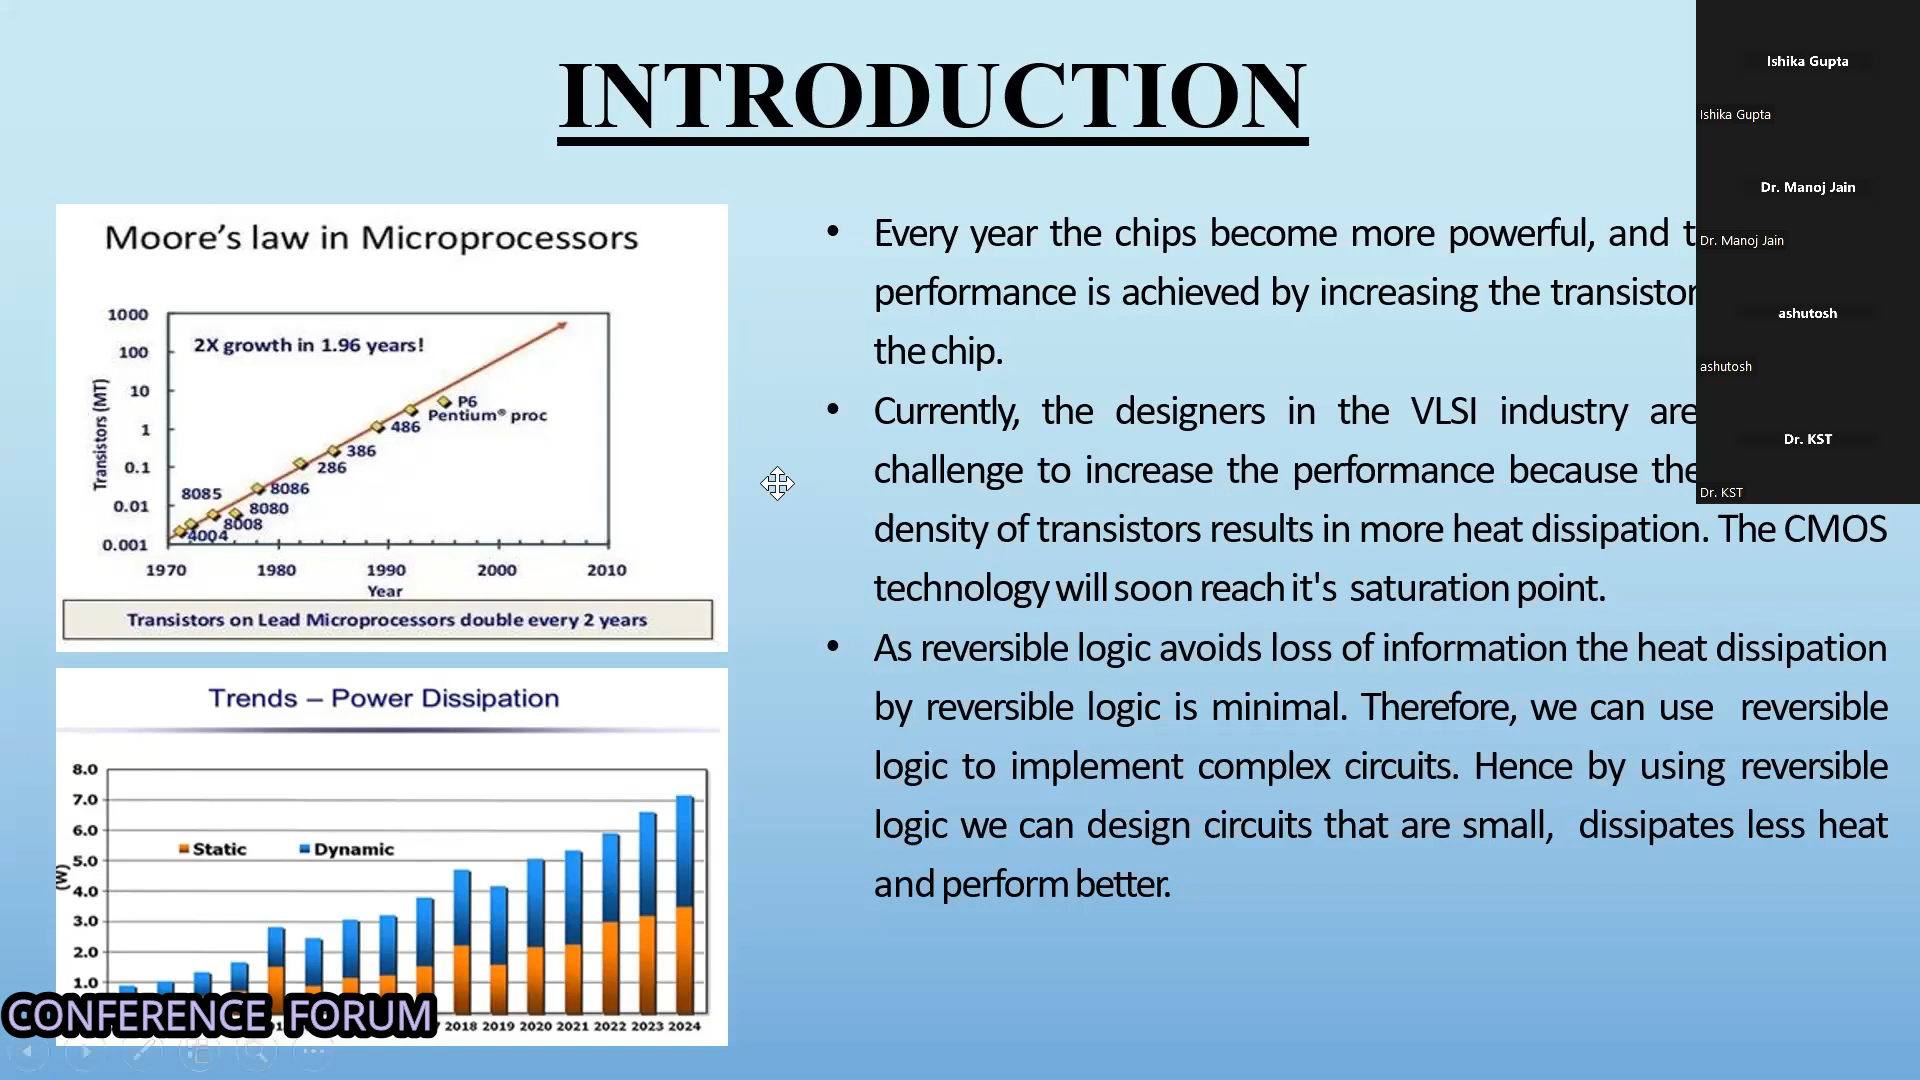 INTRODUCTION
Moore's law in Microprocessors
1000
100
10
1
0.1
0.01
0.001
Transistors (MT)
2X growth in 1.96 years!
P6
Pentium® proc
486
386
286
8086
8085
8080
8008
4004
1970 1980 1990 2000 2010
Year
Transistors on Lead Microprocessors double every 2 years
Trends – Power Dissipation
8.0
7.0
6.0
5.0
4.0
3.0
2.0
1.0
(W)
Static Dynamic
2018 2019 2020 2021 2022 2023 2024
• Every year the chips become more powerful, and
performance is achieved by increasing the transistor
the chip.
• Currently, the designers in the VLSI industry are
challenge to increase the performance because the
density of transistors results in more heat dissipation. The CMOS
technology will soon reach it's saturation point.
• As reversible logic avoids loss of information the heat dissipation
by reversible logic is minimal. Therefore, we can use reversible
logic to implement complex circuits. Hence by using reversible
logic we can design circuits that are small, dissipates less heat
and perform better.
Ishika Gupta
Ishika Gupta
Dr. Manoj Jain
Dr. Manoj Jain
ashutosh
ashutosh
Dr. KST
Dr. KST
CONFERENCE FORUM